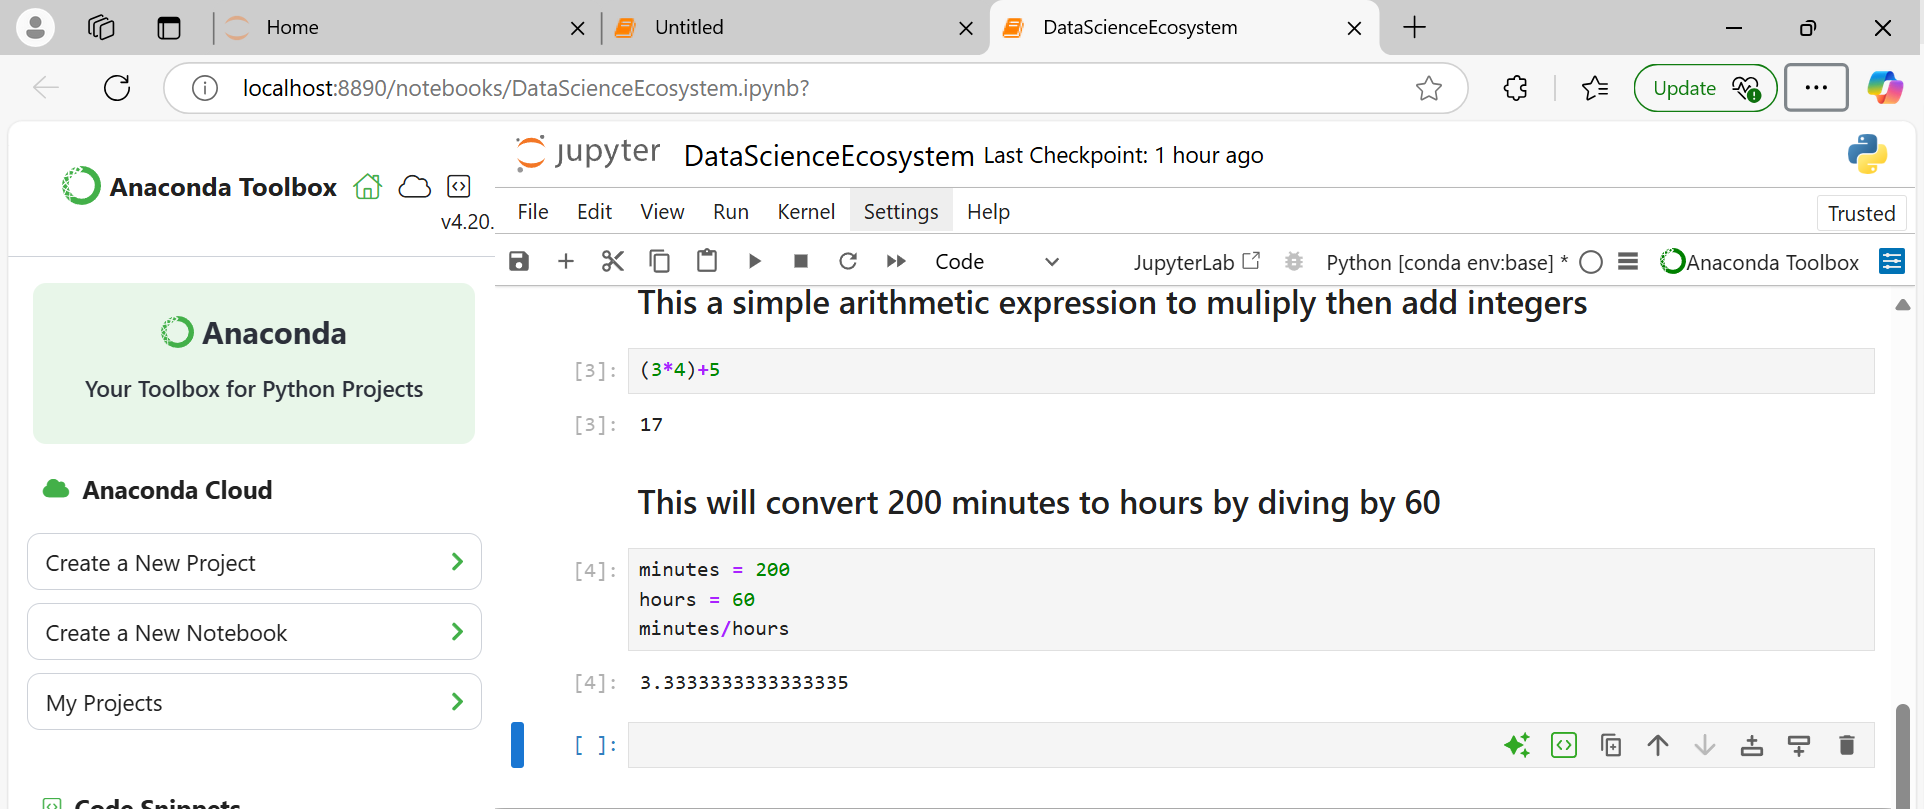 Home
Untitled
DataScienceEcosystem
localhost:8890/notebooks/DataScienceEcosystem.ipynb?
Update
Anaconda Toolbox
v4.20.
Anaconda
Your Toolbox for Python Projects
Anaconda Cloud
Create a New Project
Create a New Notebook
My Projects
Code Snippets
jupyter DataScienceEcosystem Last Checkpoint: 1 hour ago
File Edit View Run Kernel Settings Help
Trusted
Code JupyterLab Python [conda env:base] * Anaconda Toolbox
This a simple arithmetic expression to muliply then add integers
[3]: (3*4)+5
[3]: 17
This will convert 200 minutes to hours by diving by 60
[4]: minutes = 200
hours = 60
minutes/hours
[4]: 3.3333333333333335
[ ]: